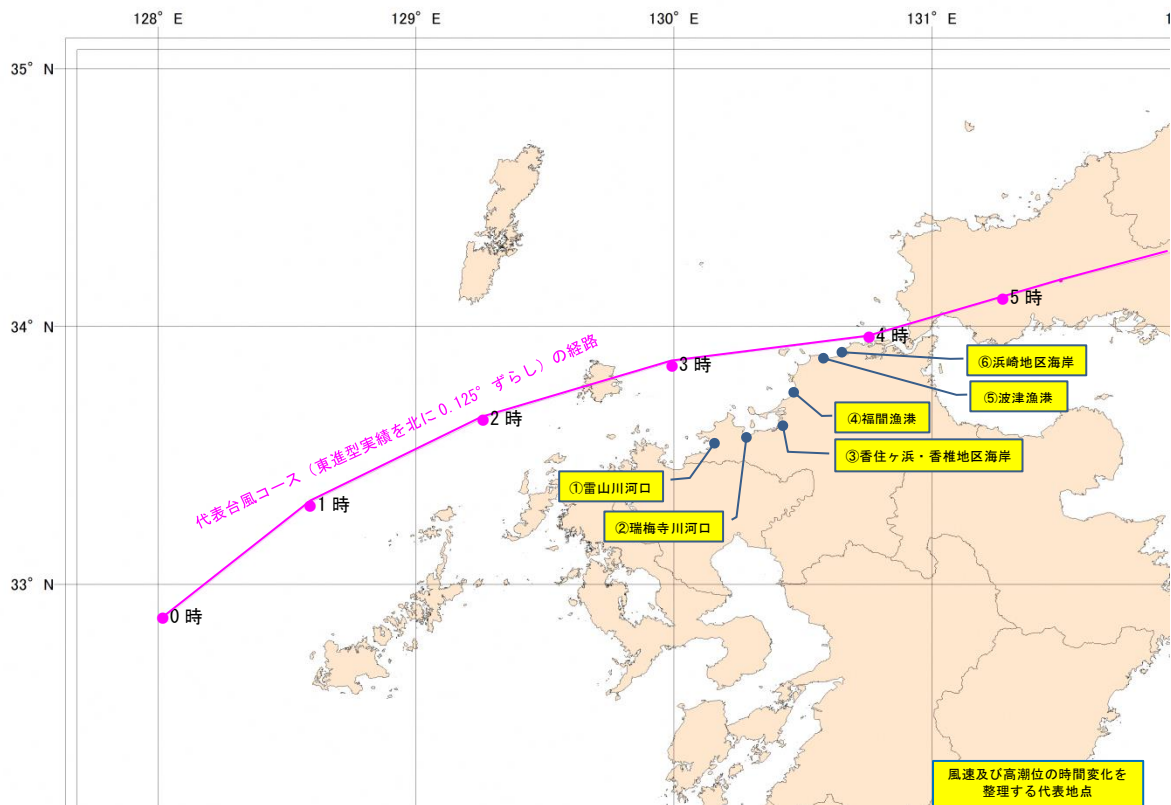 128° E
129° E
130° E
131° E
1
35° N
34° N
33° N
代表台風コース（東進型実績を北に0.125°ずらし）の経路
0時
1時
2時
3時
4時
5時
⑥浜崎地区海岸
⑤波津漁港
④福間漁港
③香住ヶ浜・香椎地区海岸
①雷山川河口
②瑞梅寺川河口
風速及び高潮位の時間変化を
整理する代表地点